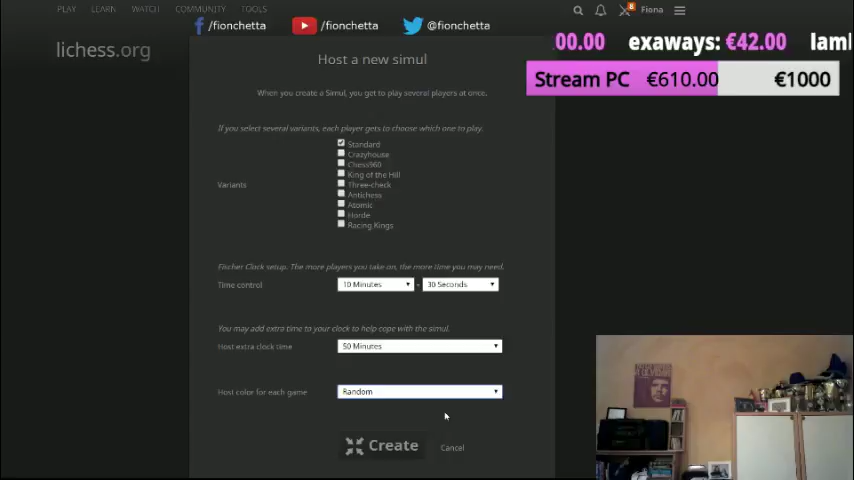 PLAY LEARN WATCH COMMUNITY TOOLS
8
Fiona
/fionchetta /fionchetta @fionchetta
lichess.org
00.00 exaways: €42.00
Stream PC €610.00 €1000
Host a new simul
When you create a Simul, you get to play several players at once.
If you select several variants, each player gets to choose which one to play.
Variants
Standard
Crazyhouse
Chess960
King of the Hill
Three-check
Antichess
Atomic
Horde
Racing Kings
Fischer Clock setup. The more players you take on, the more time you may need.
Time control 10 Minutes + 30 Seconds
You may add extra time to your clock to help cope with the simul.
Host extra clock time 50 Minutes
Host color for each game Random
Create Cancel